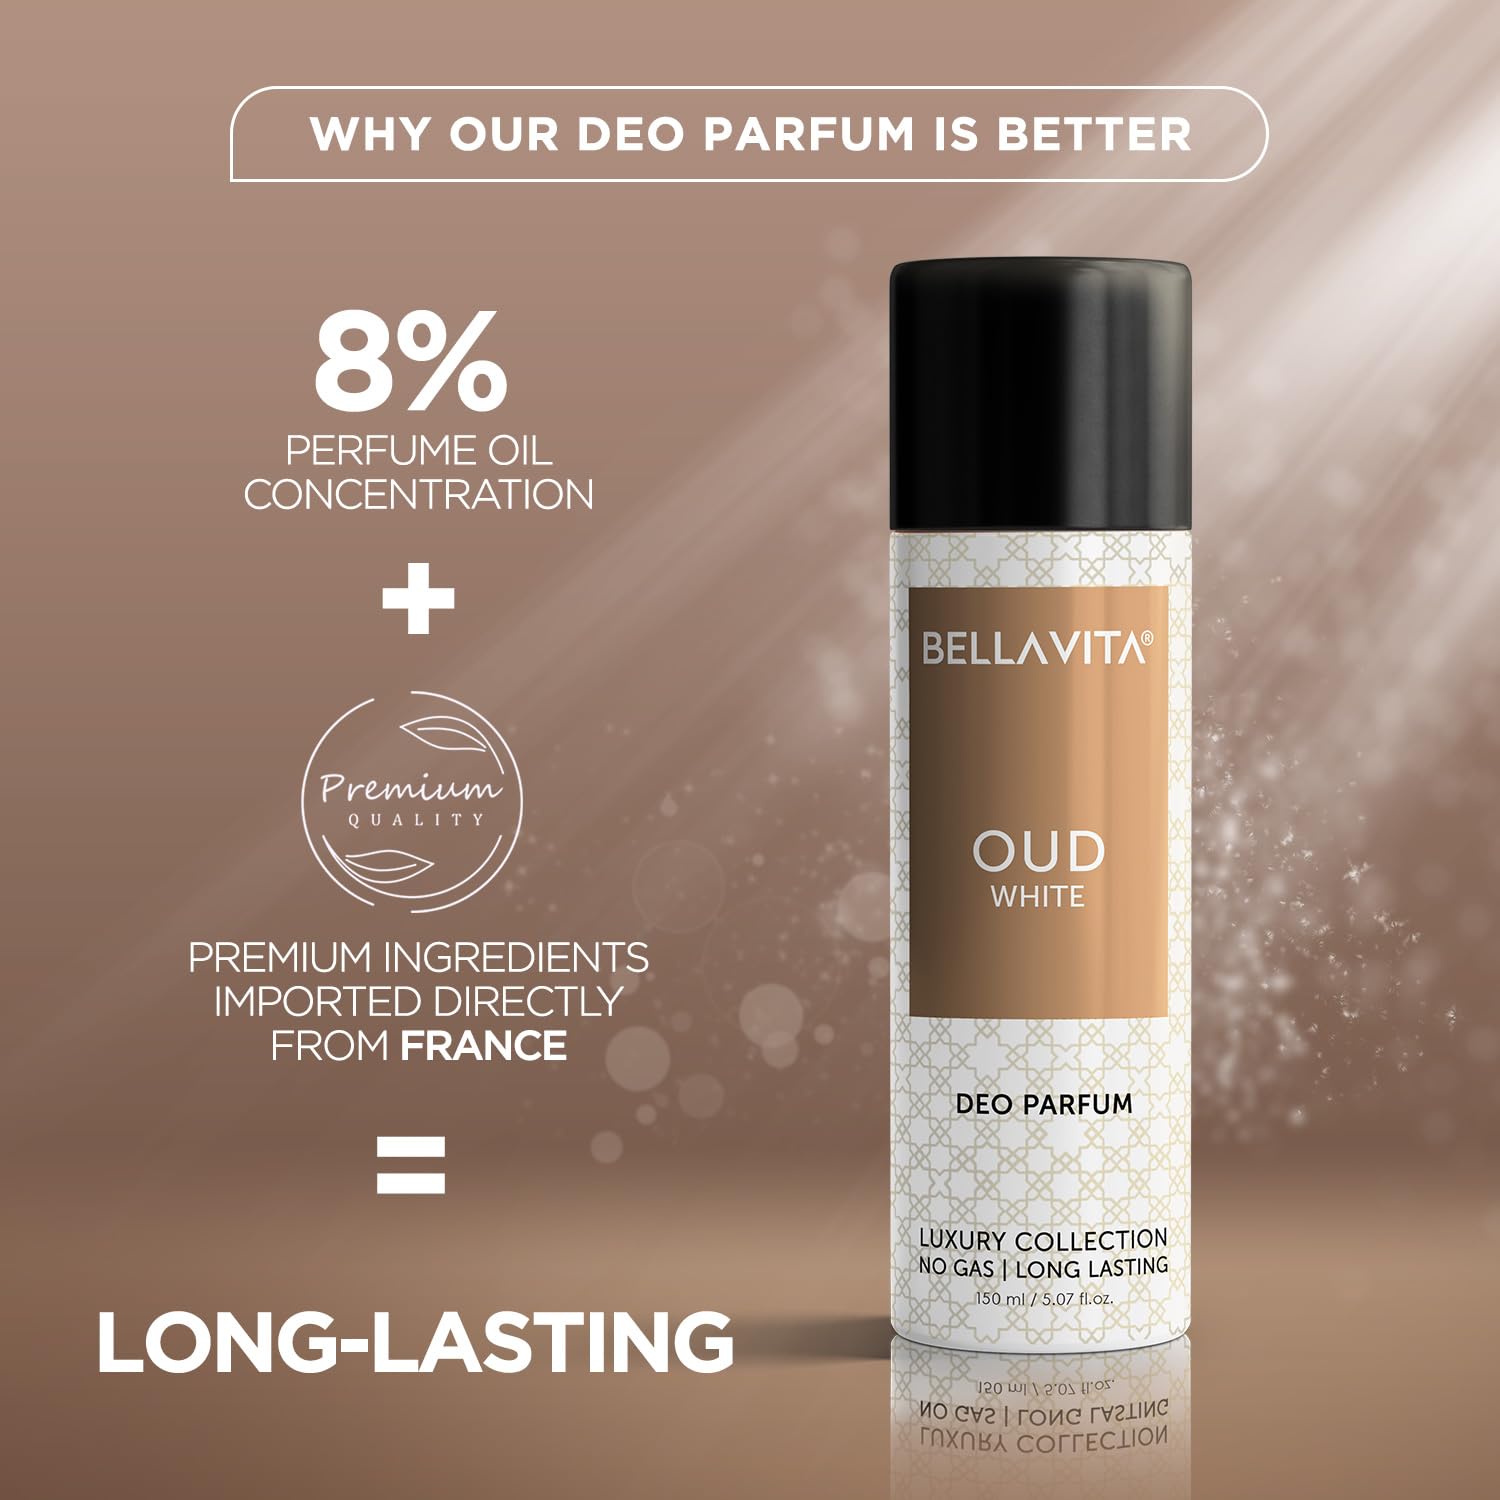 WHY OUR DEO PARFUM IS BETTER
8%
PERFUME OIL
CONCENTRATION
+
Premium
QUALITY
PREMIUM INGREDIENTS
IMPORTED DIRECTLY
FROM FRANCE
=
LONG-LASTING
BELLAVITA®
OUD
WHITE
DEO PARFUM
LUXURY COLLECTION
NO GAS | LONG LASTING
150 ml / 5.07 fl.oz.